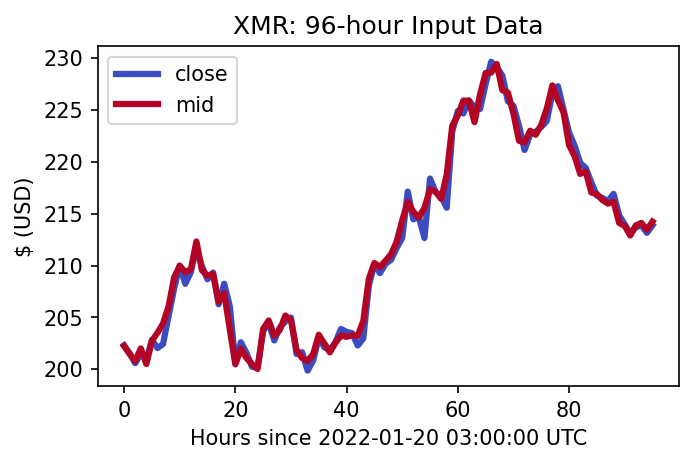 XMR: 96-hour Input Data
close
mid
$ (USD)
230
225
220
215
210
205
200
0 20 40 60 80
Hours since 2022-01-20 03:00:00 UTC